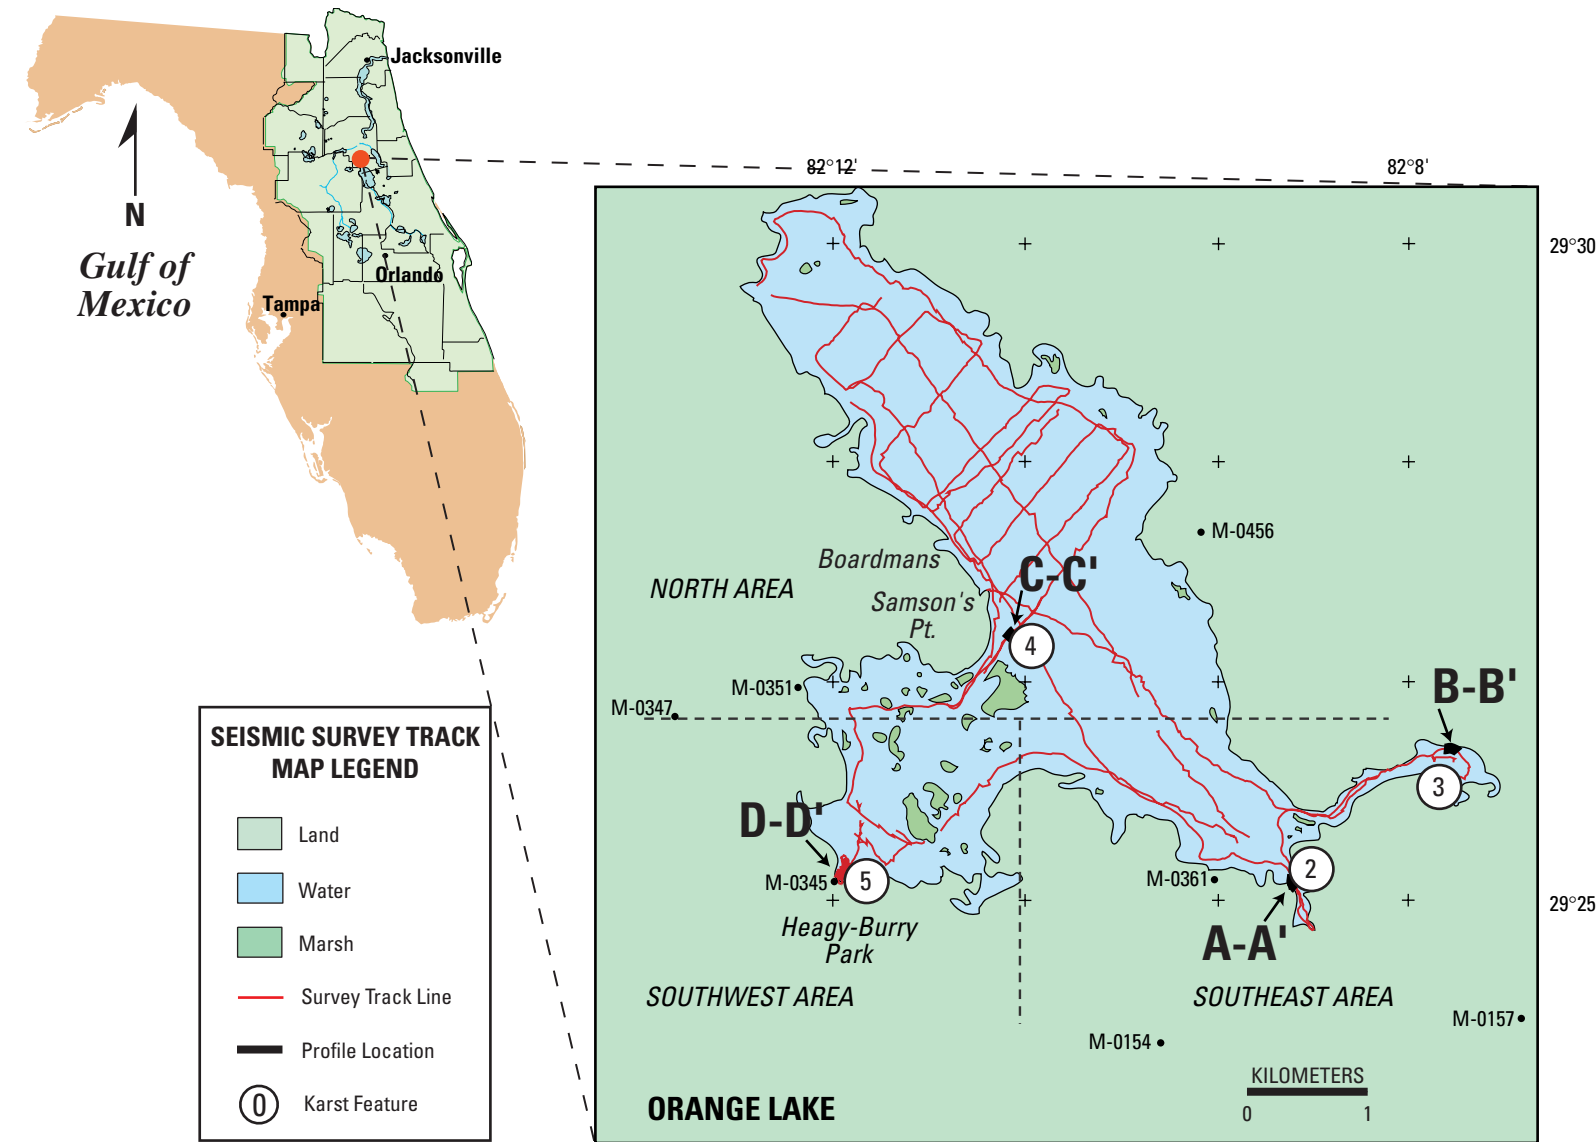 Jacksonville
N
Gulf of
Mexico
Orlando
Tampa
82°12'
82°8'
29°30
29°25
M-0456
Boardmans
C-C'
NORTH AREA
Samson's
Pt.
4
M-0351
M-0347
B-B'
3
D-D'
M-0345
5
Heagy-Burry
Park
M-0361
2
A-A'
SOUTHWEST AREA
SOUTHEAST AREA
M-0157
M-0154
KILOMETERS
0 1
ORANGE LAKE
SEISMIC SURVEY TRACK
MAP LEGEND
Land
Water
Marsh
Survey Track Line
Profile Location
0 Karst Feature